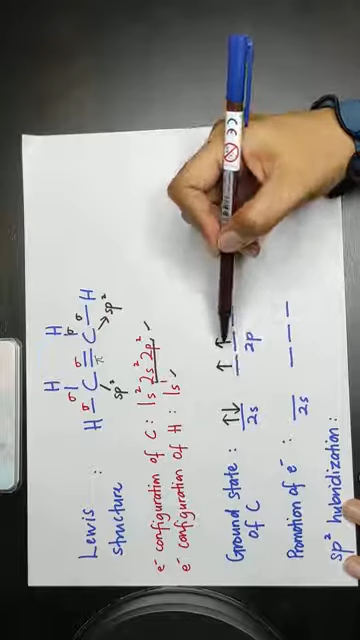 Lewis structure :
H H
σ| |σ
H — C = C — H
σ σ π σ
sp² sp²
e⁻ configuration of C : 1s² 2s² 2p² ✓
e⁻ configuration of H : 1s¹ ✓
Ground state of C : ↑↓ ↑ ↑
2s 2p
Promotion of e⁻ :
2s
sp² hybridization :
CE